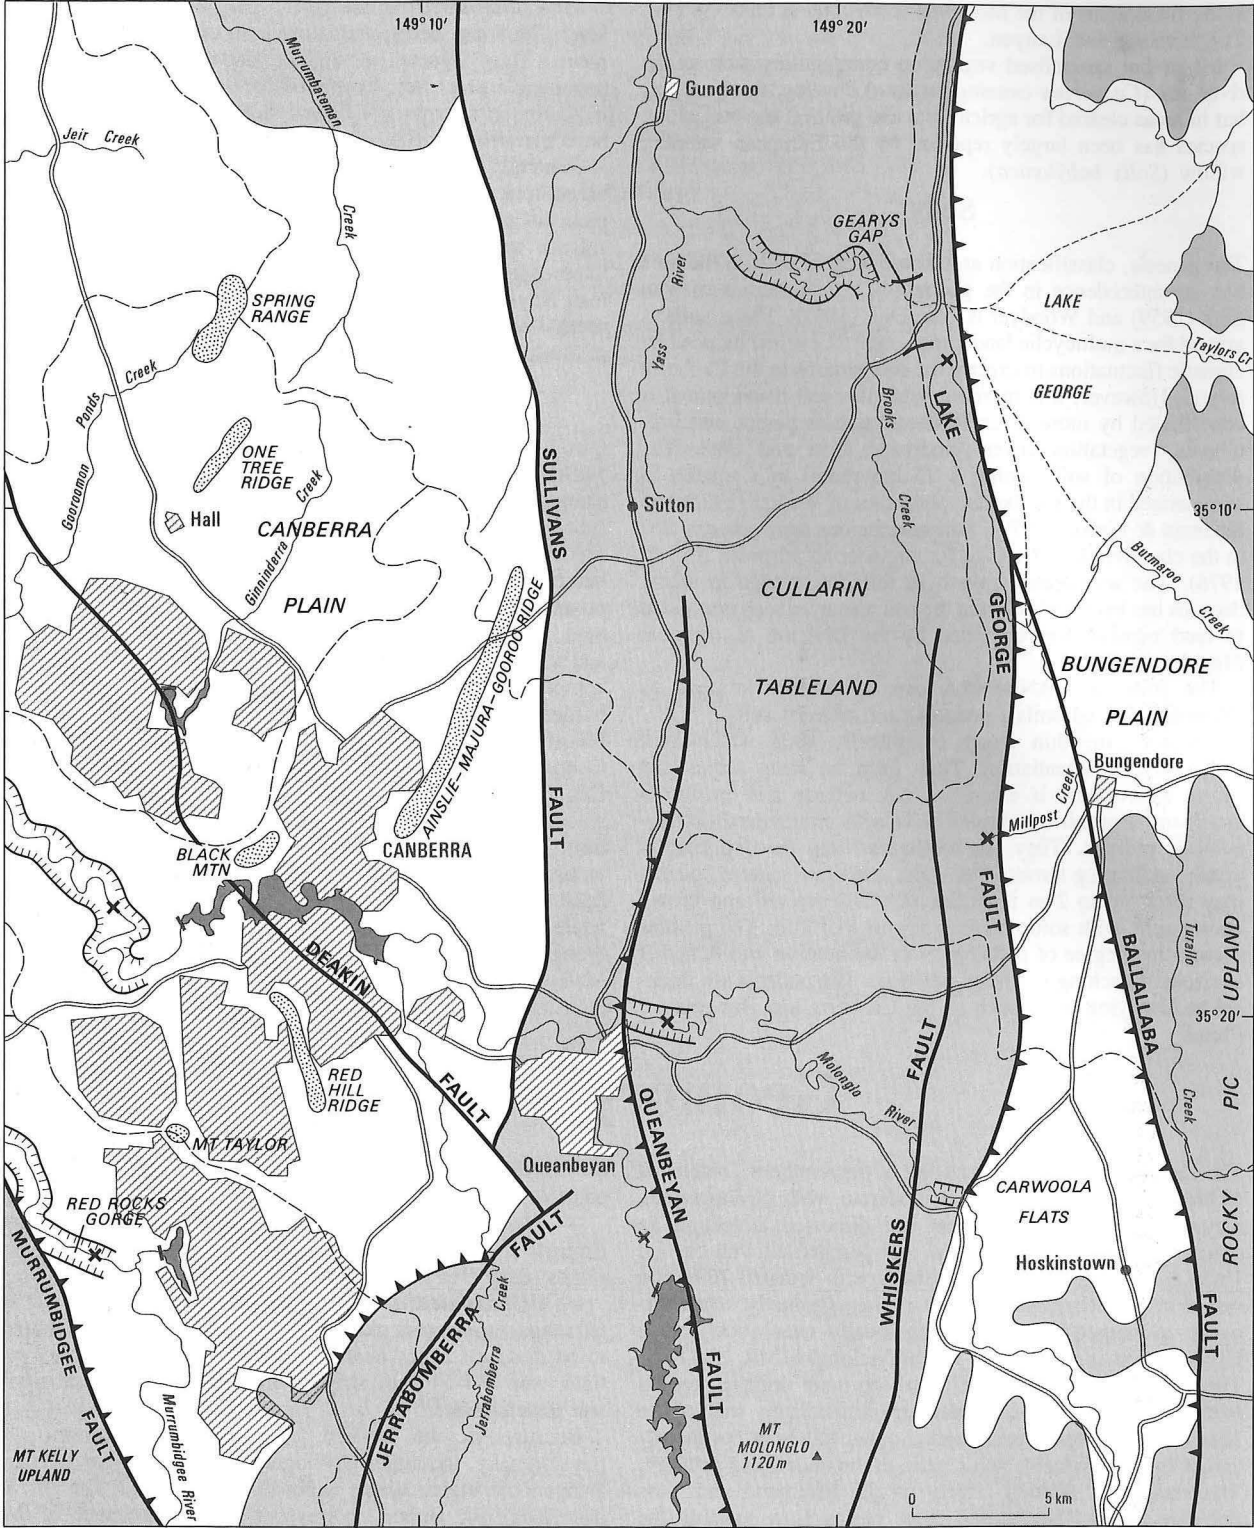 149° 10'
149° 20'
Murrumbateman
Creek
Gundaroo
Jeir Creek
GEARYS
GAP
River
Yass
SPRING
RANGE
LAKE
GEORGE
Taylors Cr
Creek
Ponds
Gooroomon
LAKE
Brooks
Creek
ONE
TREE
RIDGE
Hall
Creek
Ginninderra
CANBERRA
PLAIN
SULLIVANS
FAULT
Sutton
35° 10'
Butmaroo
Creek
CULLARIN
TABLELAND
GEORGE
BUNGENDORE
PLAIN
AINSLIE–MAJURA–GOOROO RIDGE
Bungendore
Millpost Creek
BLACK
MTN
CANBERRA
FAULT
DEAKIN
FAULT
BALLALABA
FAULT
Turallo
Creek
ROCKY PIC UPLAND
35° 20'
RED
HILL
RIDGE
MT TAYLOR
Molonglo
River
WHISKERS
FAULT
QUEANBEYAN
FAULT
Queanbeyan
RED ROCKS
GORGE
CARWOOLA
FLATS
Hoskinstown
MURRUMBIDGEE
FAULT
JERRABOMBERRA
FAULT
Jerrabomberra
Creek
Murrumbidgee River
MT KELLY
UPLAND
MT
MOLONGLO
1120 m
0 5 km